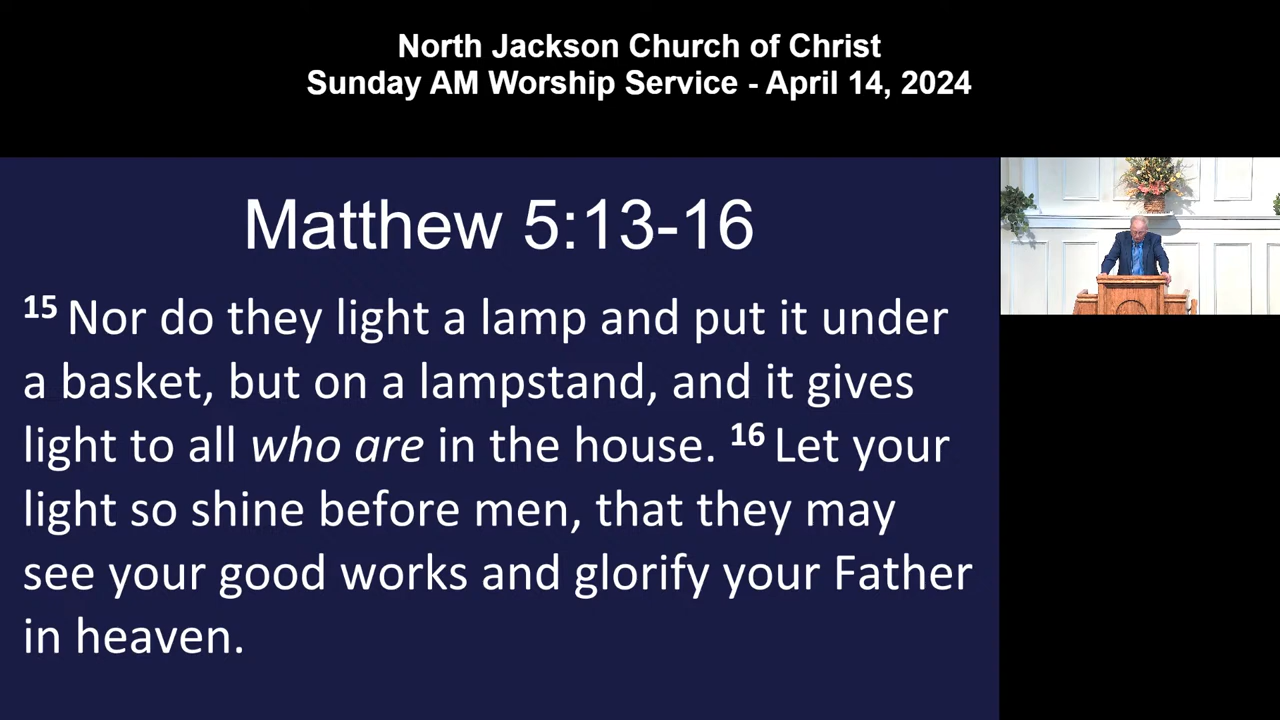 North Jackson Church of Christ
Sunday AM Worship Service - April 14, 2024
Matthew 5:13-16
15 Nor do they light a lamp and put it under
a basket, but on a lampstand, and it gives
light to all who are in the house. 16 Let your
light so shine before men, that they may
see your good works and glorify your Father
in heaven.